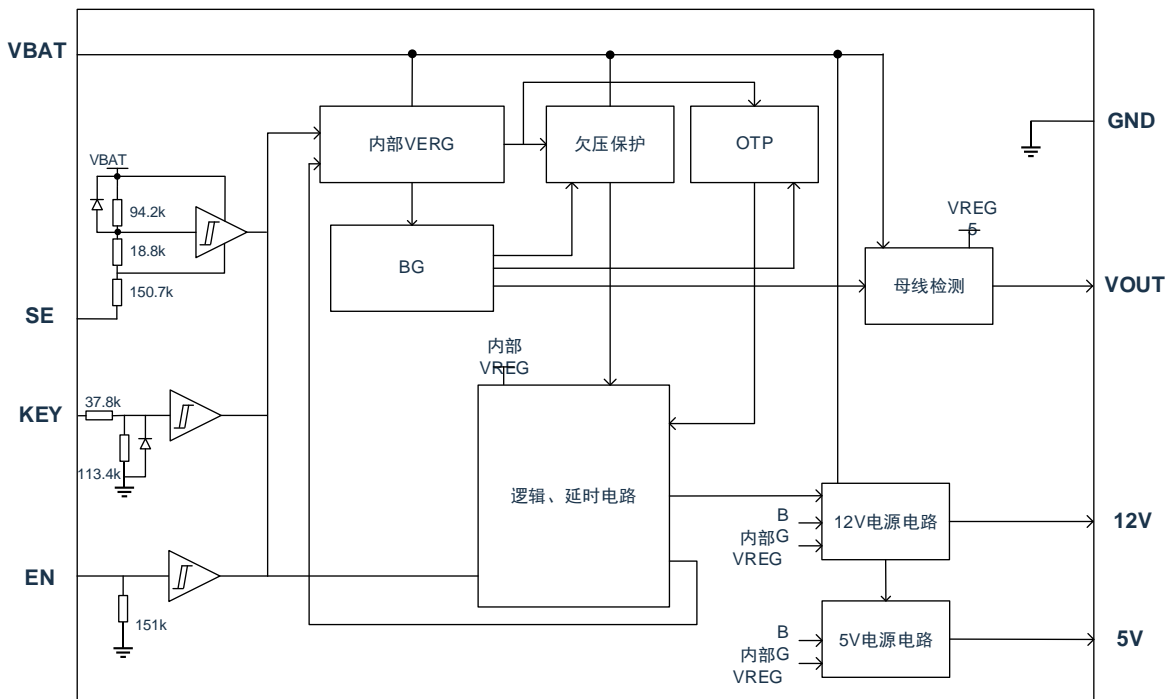 VBAT
内部VERG
欠压保护
OTP
GND
VBAT
94.2k
18.8k
150.7k
BG
VREG
5
母线检测
VOUT
SE
内部
VREG
KEY
37.8k
113.4k
逻辑、延时电路
B
内部G
VREG
12V电源电路
12V
EN
151k
B
内部G
VREG
5V电源电路
5V